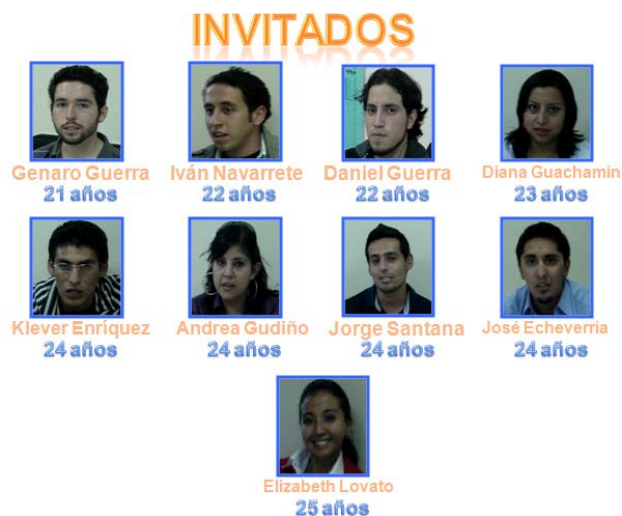 INVITADOS
Genaro Guerra
21 años
Iván Navarrete
22 años
Daniel Guerra
22 años
Diana Guachamin
23 años
Klever Enríquez
24 años
Andrea Gudiño
24 años
Jorge Santana
24 años
José Echeverria
24 años
Elizabeth Lovato
25 años